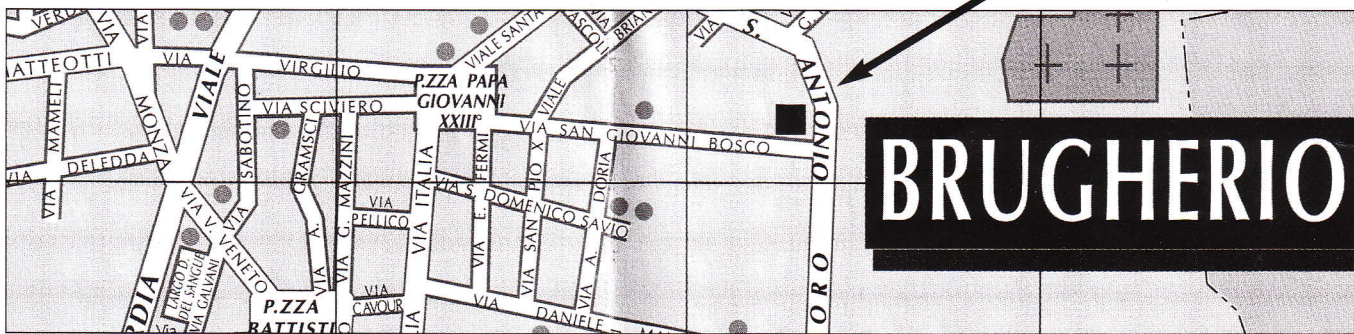 MATTEOTTI
VIA
VIA
VIALE
VIA
VIRGILIO
VIALE SANTA
ASCOLI
VIA
BRIAN
VIA
S. ANTONIO
G.
VIA MAMELI
MONZA
SABOTINO
VIA
VIA SCIVIERO
P.ZZA PAPA
GIOVANNI
XXIII°
VIALE
VIA SAN GIOVANNI BOSCO
BRUGHERIO
VIA DELEDDA
VIA A. GRAMSCI
VIA G. MAZZINI
VIA ITALIA
VIA E. FERMI
VIA SAN PIO X
VIA A. DORIA
VIA S. DOMENICO SAVIO
VIA
PELLICO
VIA V. VENETO
LARGO D.
DEL SANGUE
VIA GALVANI
P.ZZA
BATTISTI
VIA
CAVOUR
VIA DANIELE
Via